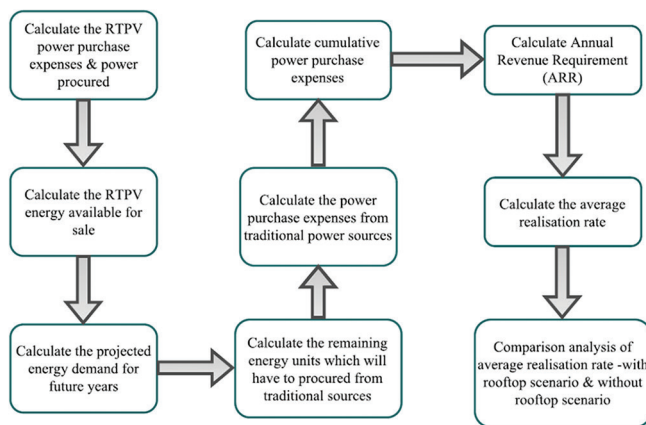 Calculate the RTPV
power purchase
expenses & power
procured
Calculate the RTPV
energy available for
sale
Calculate the projected
energy demand for
future years
Calculate the remaining
energy units which will
have to procured from
traditional sources
Calculate the power
purchase expenses from
traditional power sources
Calculate cumulative
power purchase
expenses
Calculate Annual
Revenue Requirement
(ARR)
Calculate the average
realisation rate
Comparison analysis of
average realisation rate -with
rooftop scenario & without
rooftop scenario